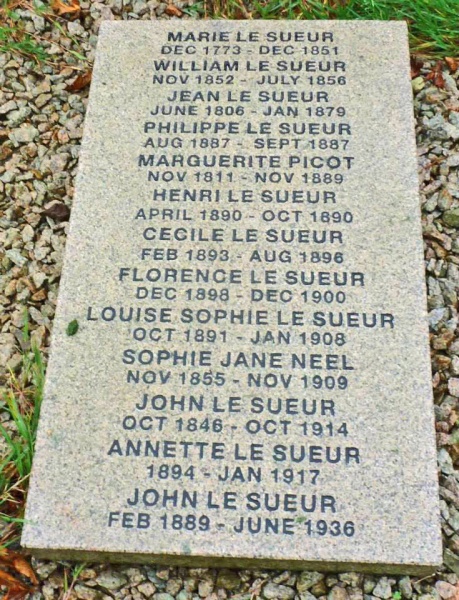 MARIE LE SUEUR
DEC 1773 - DEC 1851
WILLIAM LE SUEUR
NOV 1852 - JULY 1856
JEAN LE SUEUR
JUNE 1806 - JAN 1879
PHILIPPE LE SUEUR
AUG 1887 - SEPT 1887
MARGUERITE PICOT
NOV 1811 - NOV 1889
HENRI LE SUEUR
APRIL 1890 - OCT 1890
CECILE LE SUEUR
FEB 1893 - AUG 1896
FLORENCE LE SUEUR
DEC 1898 - DEC 1900
LOUISE SOPHIE LE SUEUR
OCT 1891 - JAN 1908
SOPHIE JANE NEEL
NOV 1855 - NOV 1909
JOHN LE SUEUR
OCT 1846 - OCT 1914
ANNETTE LE SUEUR
1894 - JAN 1917
JOHN LE SUEUR
FEB 1889 - JUNE 1936